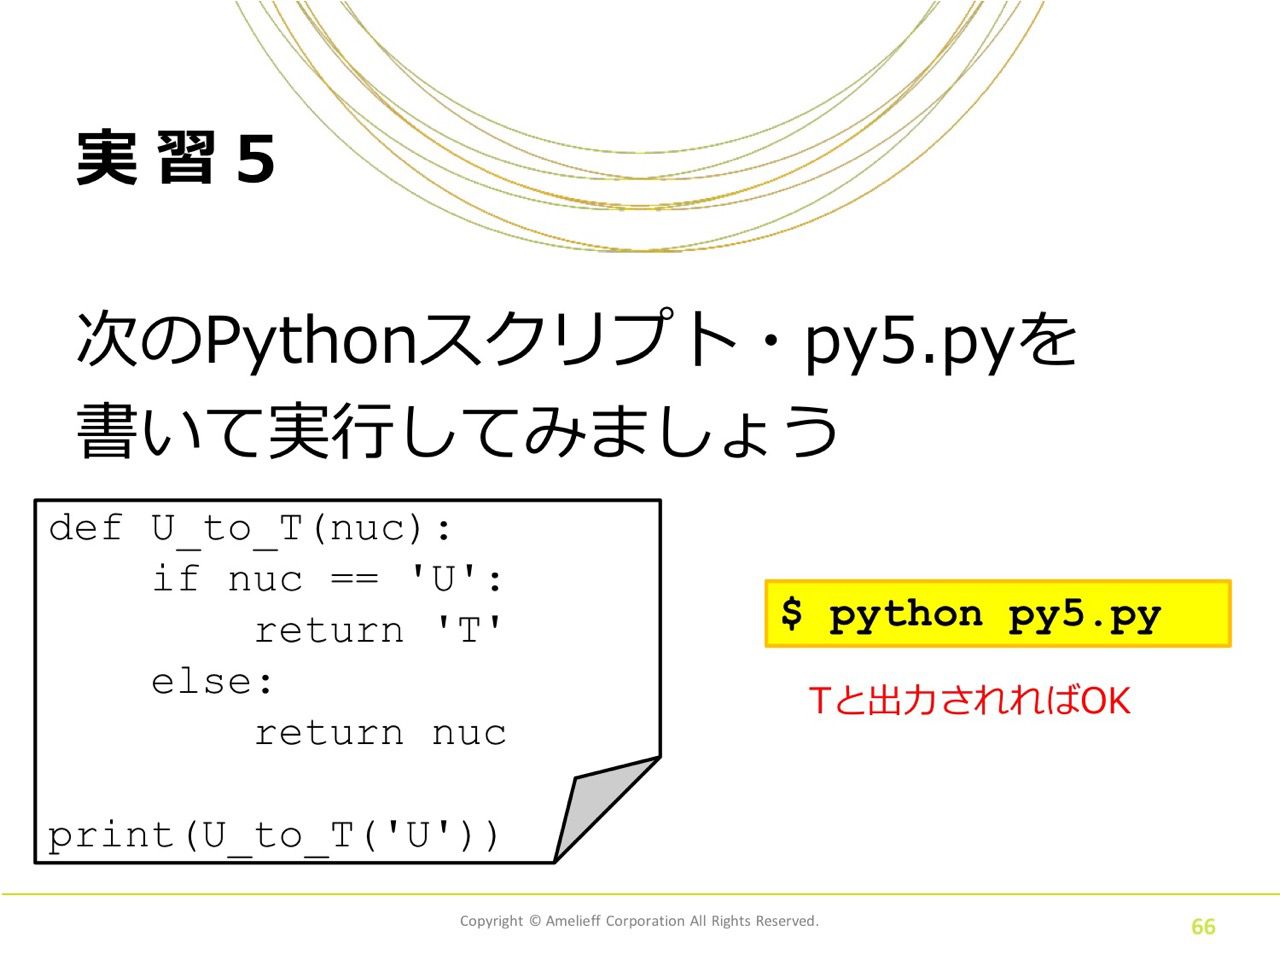 実習５
次のPythonスクリプト・py5.pyを
書いて実行してみましょう
def U_to_T(nuc):
    if nuc == 'U':
        return 'T'
    else:
        return nuc

print(U_to_T('U'))
$ python py5.py
Tと出力されればOK
Copyright © Amelieff Corporation All Rights Reserved.
66